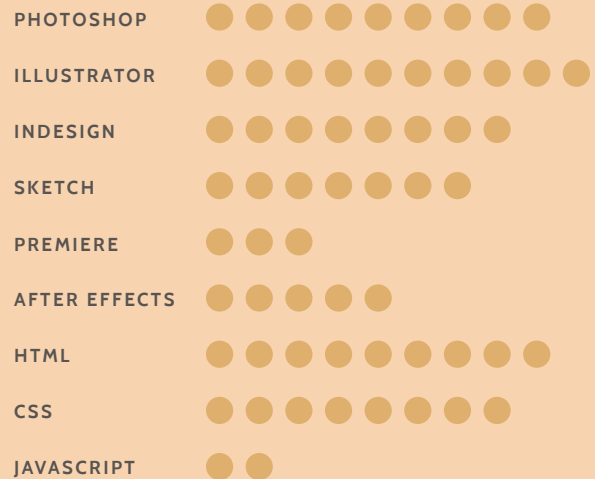 PHOTOSHOP
ILLUSTRATOR
INDESIGN
SKETCH
PREMIERE
AFTER EFFECTS
HTML
CSS
JAVASCRIPT